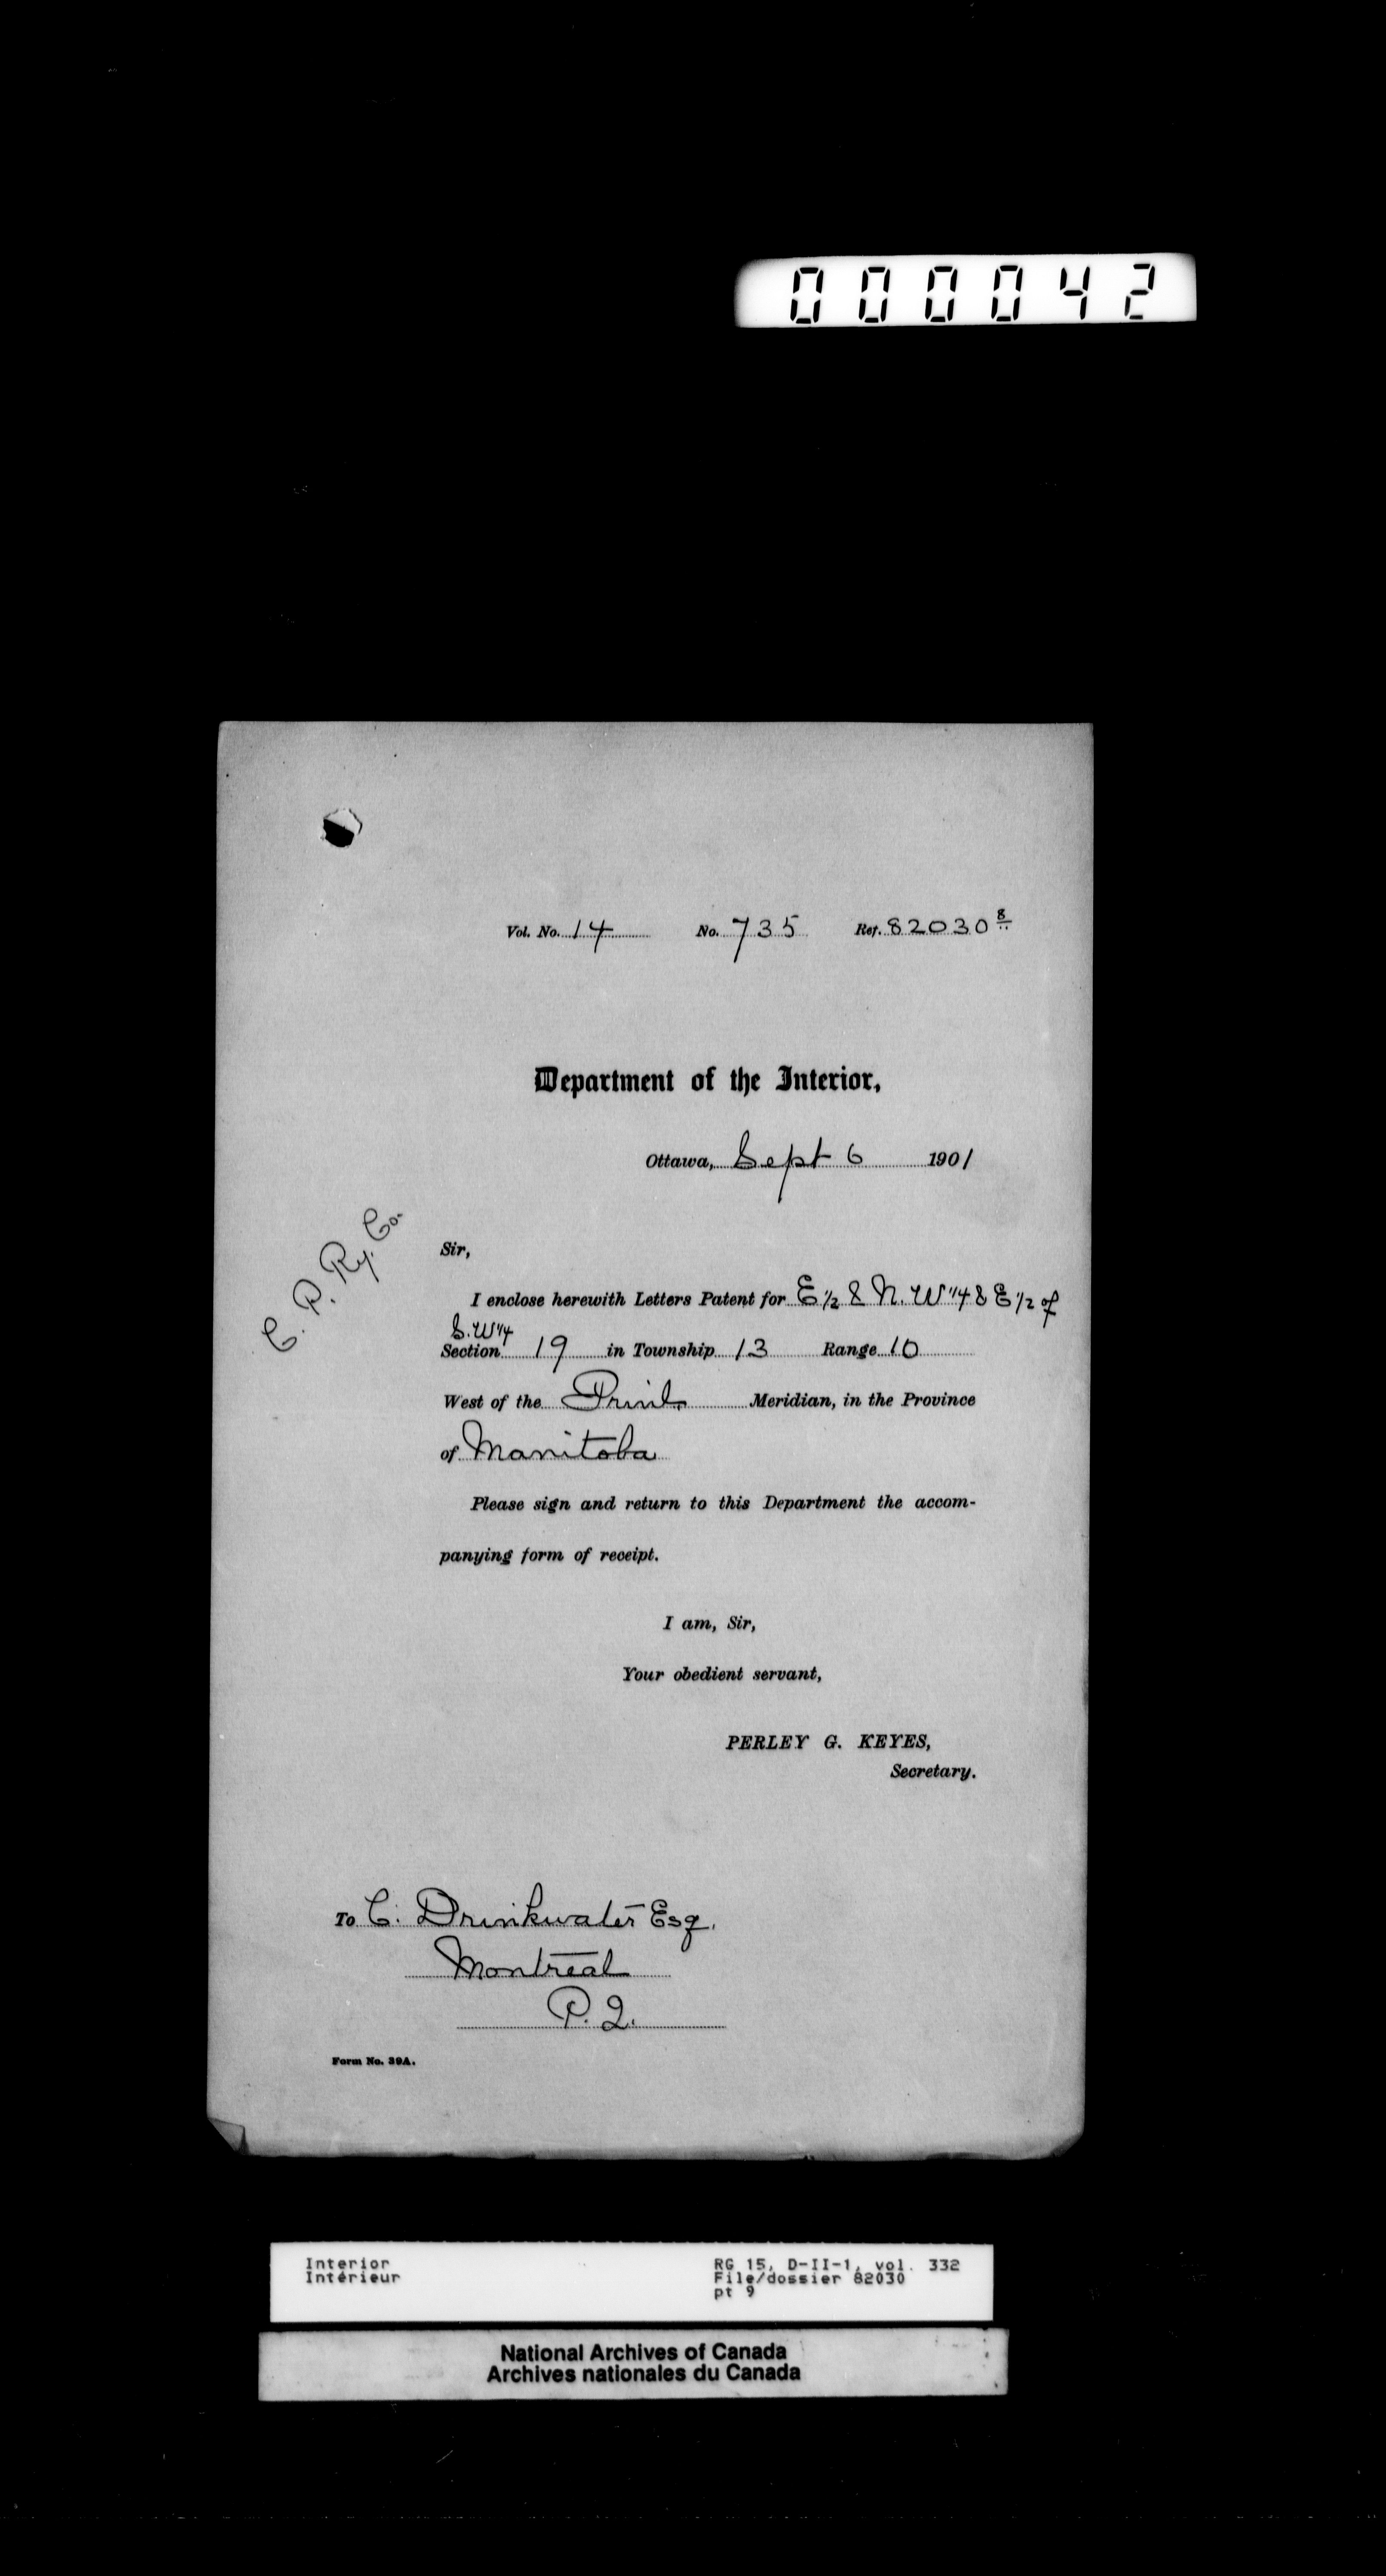 000042
Vol. No. 14 No. 735 Ref. 82030 8
Department of the Interior,
Ottawa, Sept 6 1901
C. P. Ry. Co.
Sir,
I enclose herewith Letters Patent for E 1/2 & N. W 1/4 & E 1/2 of
S. W 1/4
Section 19 in Township 13 Range 10
West of the Prinl. Meridian, in the Province
of Manitoba
Please sign and return to this Department the accom-
panying form of receipt.
I am, Sir,
Your obedient servant,
PERLEY G. KEYES,
Secretary.
To C. Drinkwater Esq.
Montreal
P. Q.
Form No. 39A.
Interior RG 15, D-II-1, vol. 332
Intérieur File/dossier 82030
pt 9
National Archives of Canada
Archives nationales du Canada